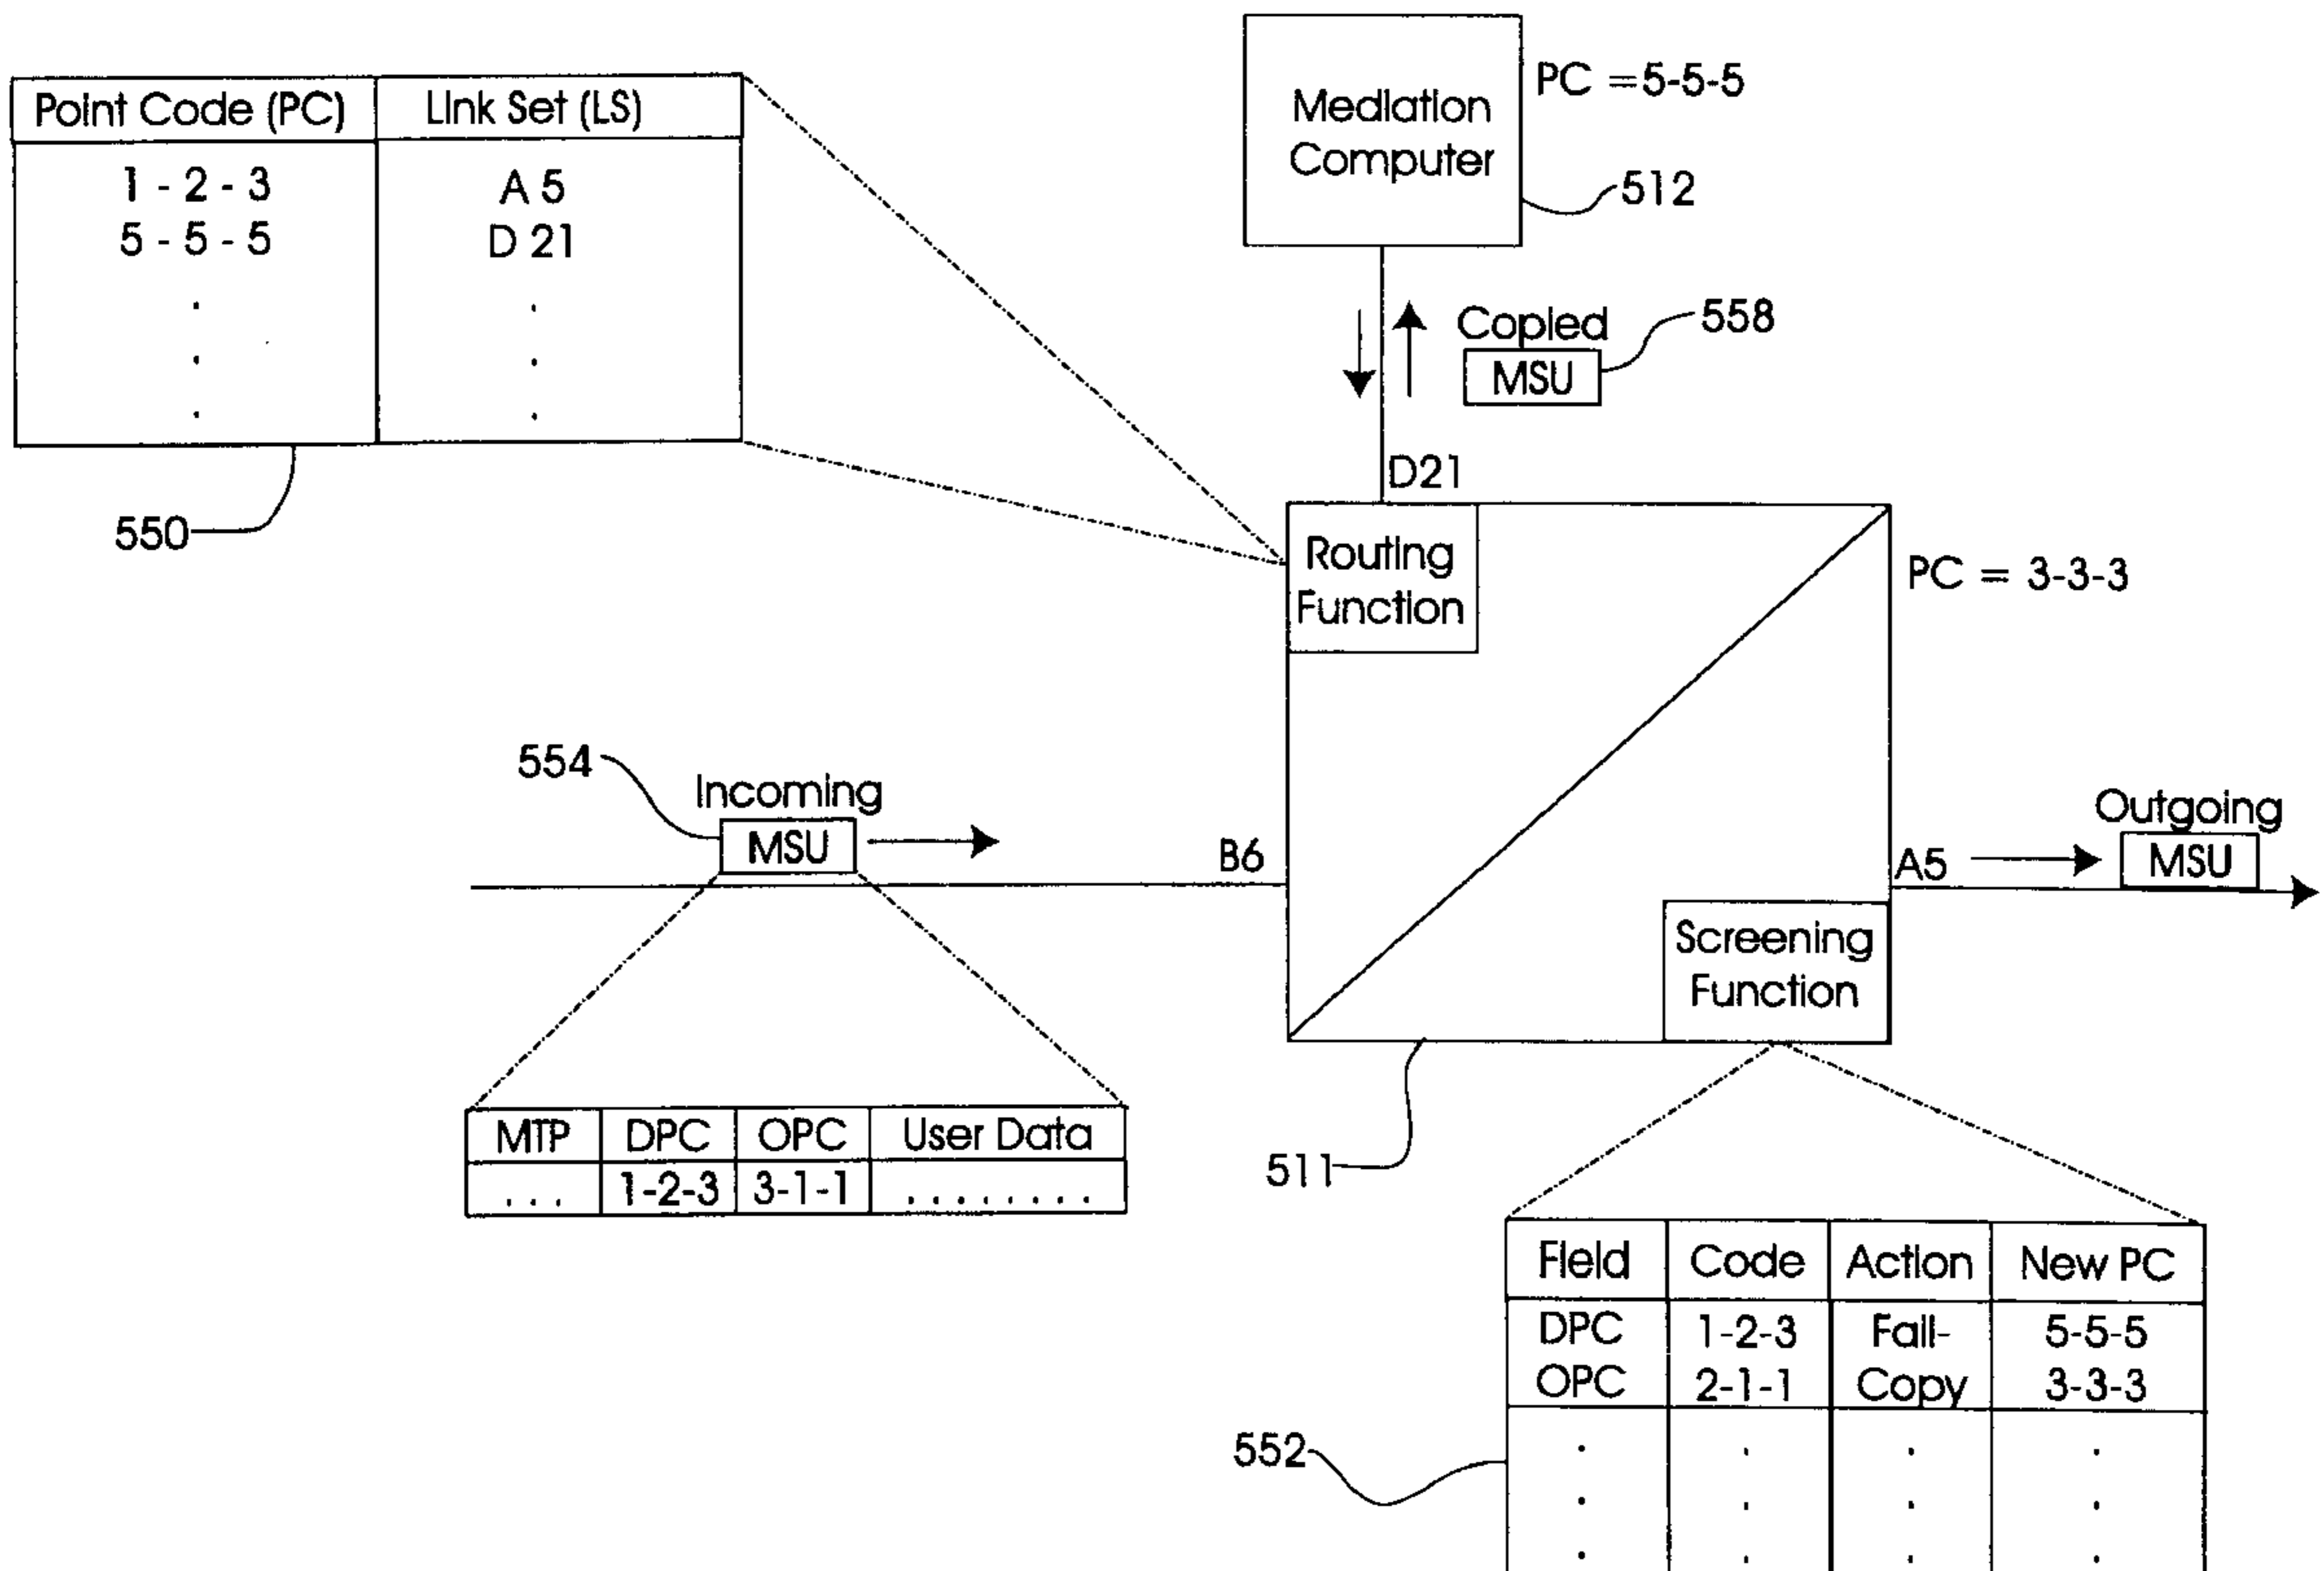 Point Code (PC) Link Set (LS)
1 - 2 - 3 A 5
5 - 5 - 5 D 21
. .
. .
. .
550
Mediation
Computer
PC =5-5-5
512
Copied
MSU
558
D21
Routing
Function
PC = 3-3-3
554
Incoming
MSU
B6
A5
Outgoing
MSU
Screening
Function
MTP DPC OPC User Data
. . . 1-2-3 3-1-1 . . . . . . . .
511
Field Code Action New PC
DPC 1-2-3 Fail- 5-5-5
OPC 2-1-1 Copy 3-3-3
. . . .
. . . .
. . . .
552